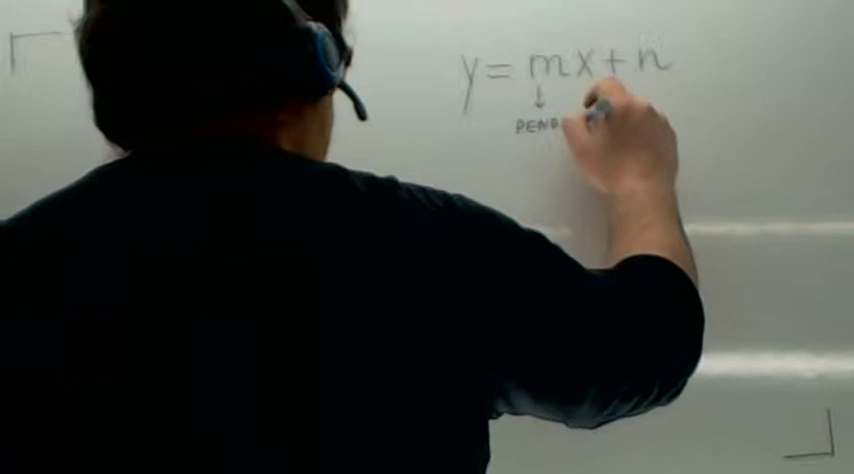 y = mx + n
↓
PEND